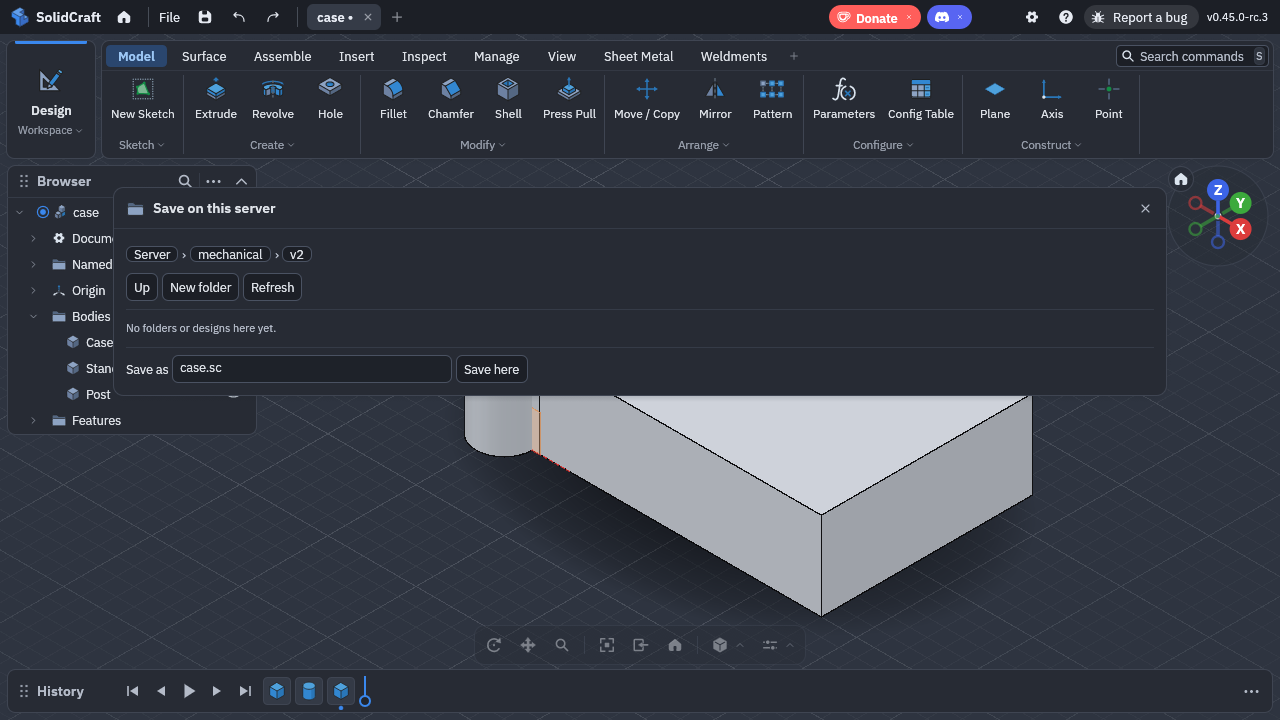 SolidCraft
File
case •
Donate
Report a bug
v0.45.0-rc.3
Design
Workspace
Model
Surface
Assemble
Insert
Inspect
Manage
View
Sheet Metal
Weldments
Search commands
S
New Sketch
Extrude
Revolve
Hole
Fillet
Chamfer
Shell
Press Pull
Move / Copy
Mirror
Pattern
Parameters
Config Table
Plane
Axis
Point
Sketch
Create
Modify
Arrange
Configure
Construct
Browser
case
Docume
Named
Origin
Bodies
Case
Stan
Post
Features
Save on this server
Server › mechanical › v2
Up
New folder
Refresh
No folders or designs here yet.
Save as
case.sc
Save here
Z
Y
X
History